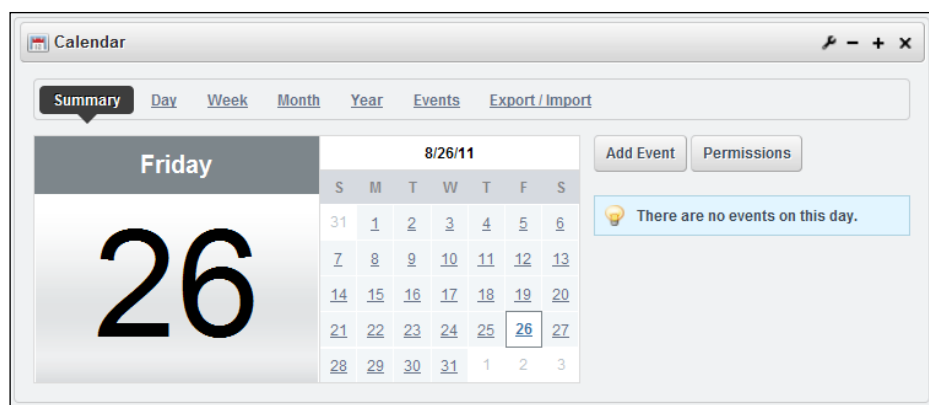 Calendar
Summary Day Week Month Year Events Export / Import
Friday
26
8/26/11
S M T W T F S
31 1 2 3 4 5 6
7 8 9 10 11 12 13
14 15 16 17 18 19 20
21 22 23 24 25 26 27
28 29 30 31 1 2 3
Add Event Permissions
There are no events on this day.